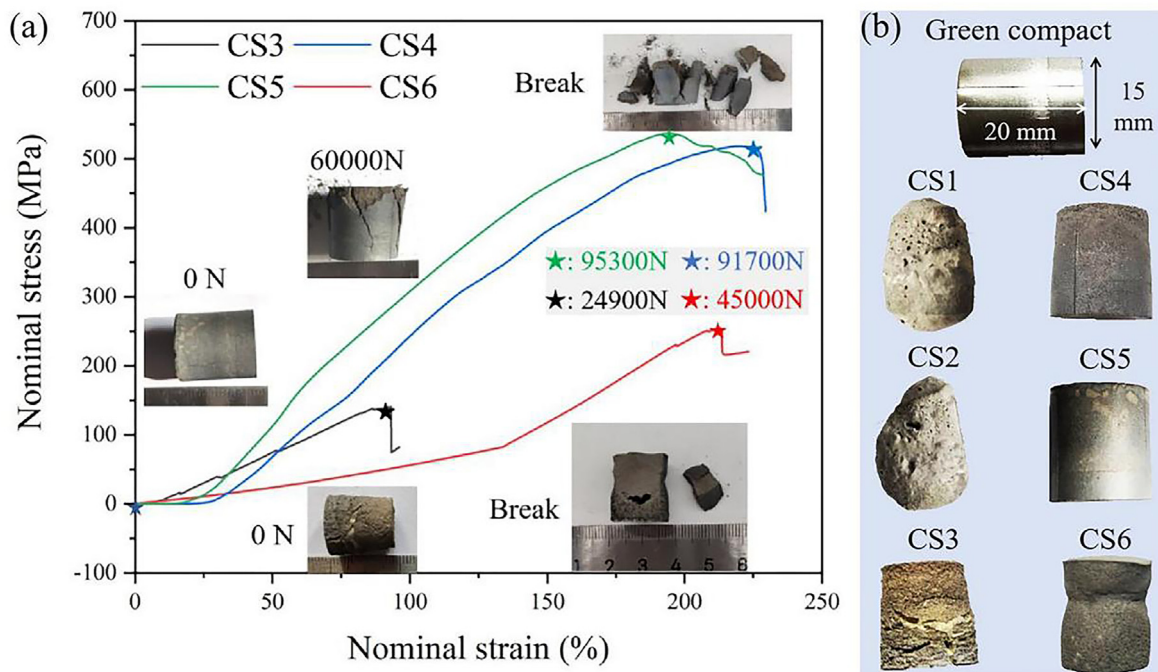 (a)
700
600
500
400
300
200
100
0
-100
0
50
100
150
200
250
Nominal stress (MPa)
Nominal strain (%)
CS3
CS4
CS5
CS6
Break
60000N
0 N
★: 95300N ★: 91700N
★: 24900N ★: 45000N
0 N
Break
1 2 3 4 5 6
(b)
Green compact
20 mm
15
mm
CS1
CS4
CS2
CS5
CS3
CS6